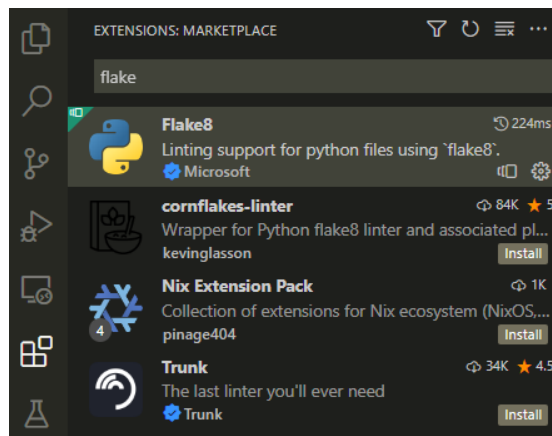 EXTENSIONS: MARKETPLACE
flake
Flake8 224ms
Linting support for python files using `flake8`.
Microsoft
cornflakes-linter 84K 5
Wrapper for Python flake8 linter and associated pl...
kevinglasson Install
Nix Extension Pack 1K
Collection of extensions for Nix ecosystem (NixOS,...
4 pinage404 Install
Trunk 34K 4.5
The last linter you'll ever need
Trunk Install